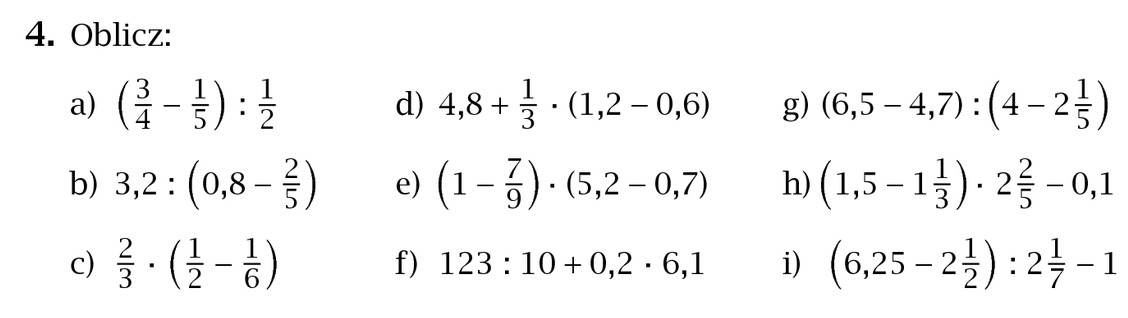 4. Oblicz:
a) (3/4 − 1/5) : 1/2
d) 4,8 + 1/3 · (1,2 − 0,6)
g) (6,5 − 4,7) : (4 − 2 1/5)
b) 3,2 : (0,8 − 2/5)
e) (1 − 7/9) · (5,2 − 0,7)
h) (1,5 − 1 1/3) · 2 2/5 − 0,1
c) 2/3 · (1/2 − 1/6)
f) 123 : 10 + 0,2 · 6,1
i) (6,25 − 2 1/2) : 2 1/7 − 1